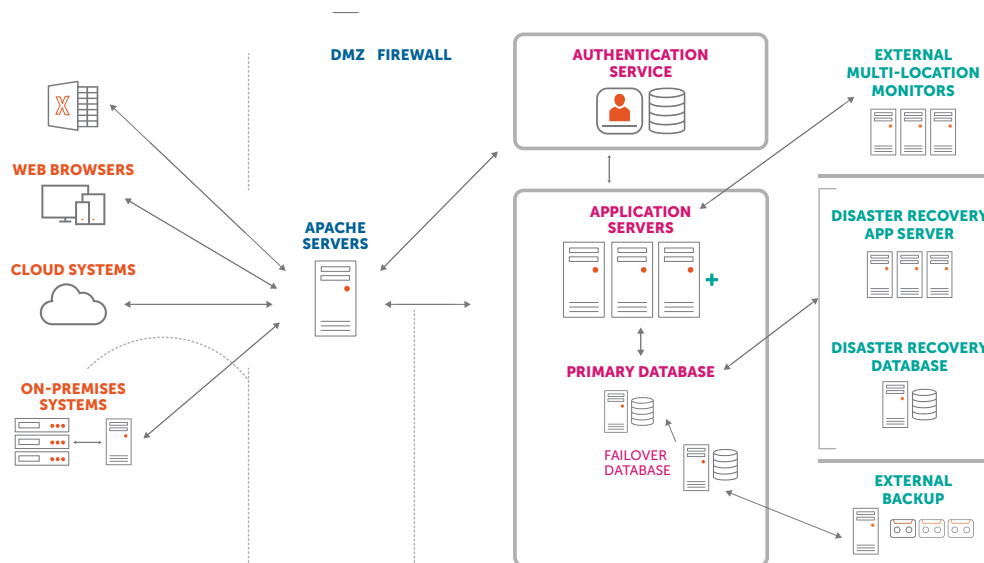 DMZ FIREWALL
AUTHENTICATION
SERVICE
EXTERNAL
MULTI-LOCATION
MONITORS
X
WEB BROWSERS
APACHE
SERVERS
APPLICATION
SERVERS
+
DISASTER RECOVERY
APP SERVER
CLOUD SYSTEMS
PRIMARY DATABASE
DISASTER RECOVERY
DATABASE
ON-PREMISES
SYSTEMS
FAILOVER
DATABASE
EXTERNAL
BACKUP